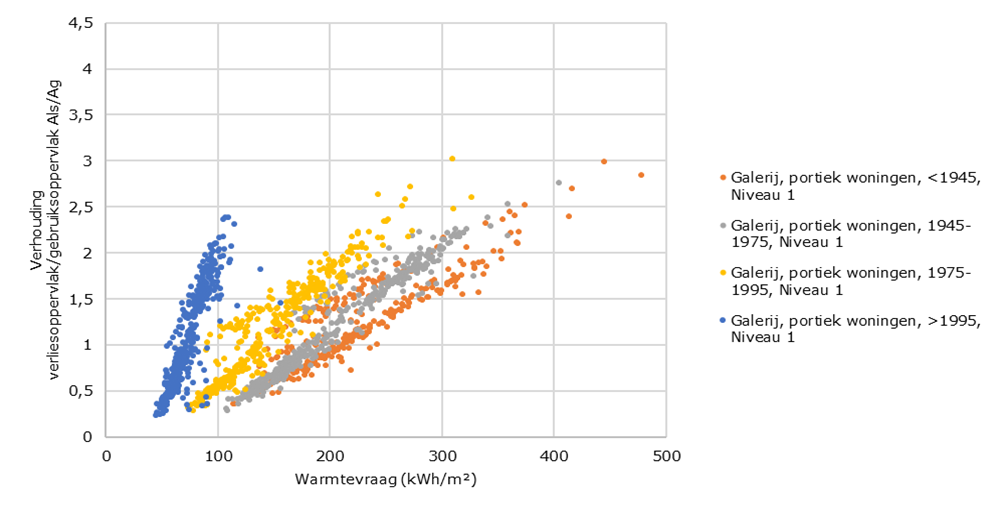 4,5
4
3,5
3
2,5
2
1,5
1
0,5
0
Verhouding
verliesoppervlak/gebruiksoppervlak Als/Ag
0
100
200
300
400
500
Warmtevraag (kWh/m²)
Galerij, portiek woningen, <1945,
Niveau 1
Galerij, portiek woningen, 1945-
1975, Niveau 1
Galerij, portiek woningen, 1975-
1995, Niveau 1
Galerij, portiek woningen, >1995,
Niveau 1